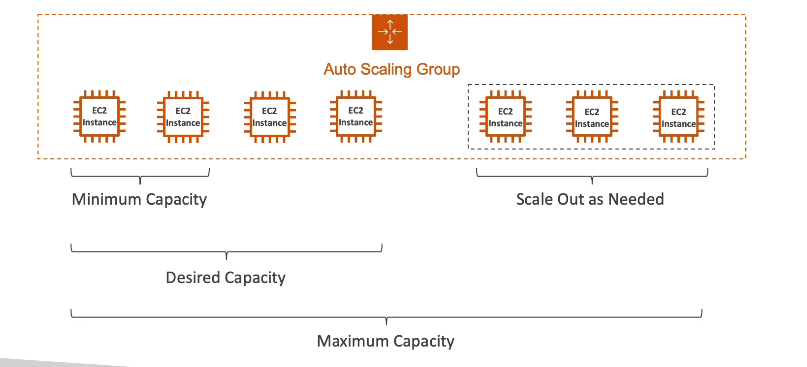 Auto Scaling Group
EC2
Instance
EC2
Instance
EC2
Instance
EC2
Instance
EC2
Instance
EC2
Instance
EC2
Instance
Minimum Capacity
Scale Out as Needed
Desired Capacity
Maximum Capacity